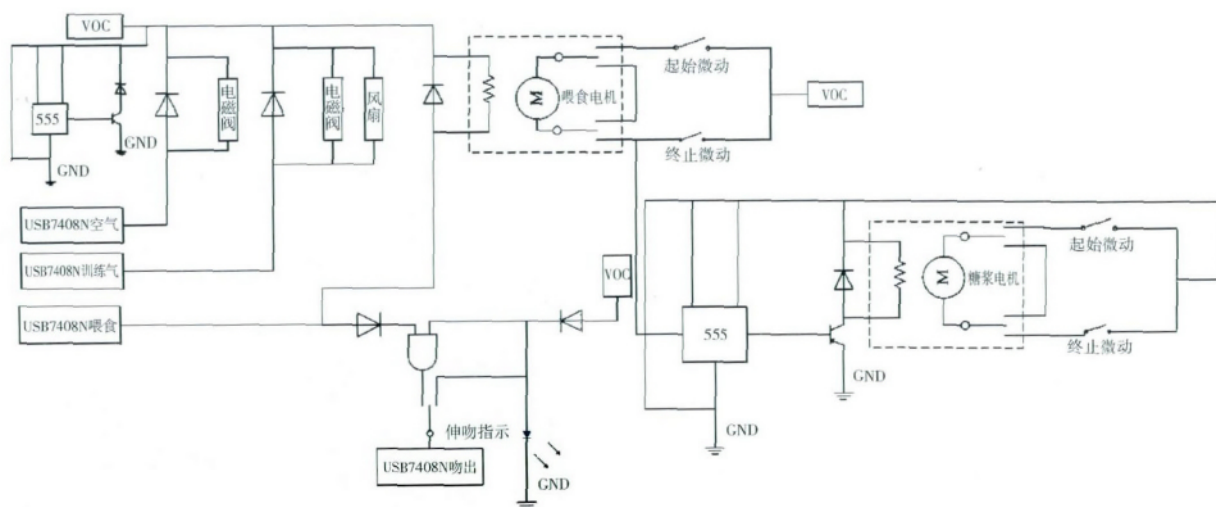 VOC
555
GND
GND
电磁阀
电磁阀
风扇
M
喂食电机
起始微动
终止微动
VOC
USB7408N空气
USB7408N训练气
USB7408N喂食
VOC
伸吻指示
USB7408N吻出
GND
555
GND
GND
M
糖浆电机
起始微动
终止微动